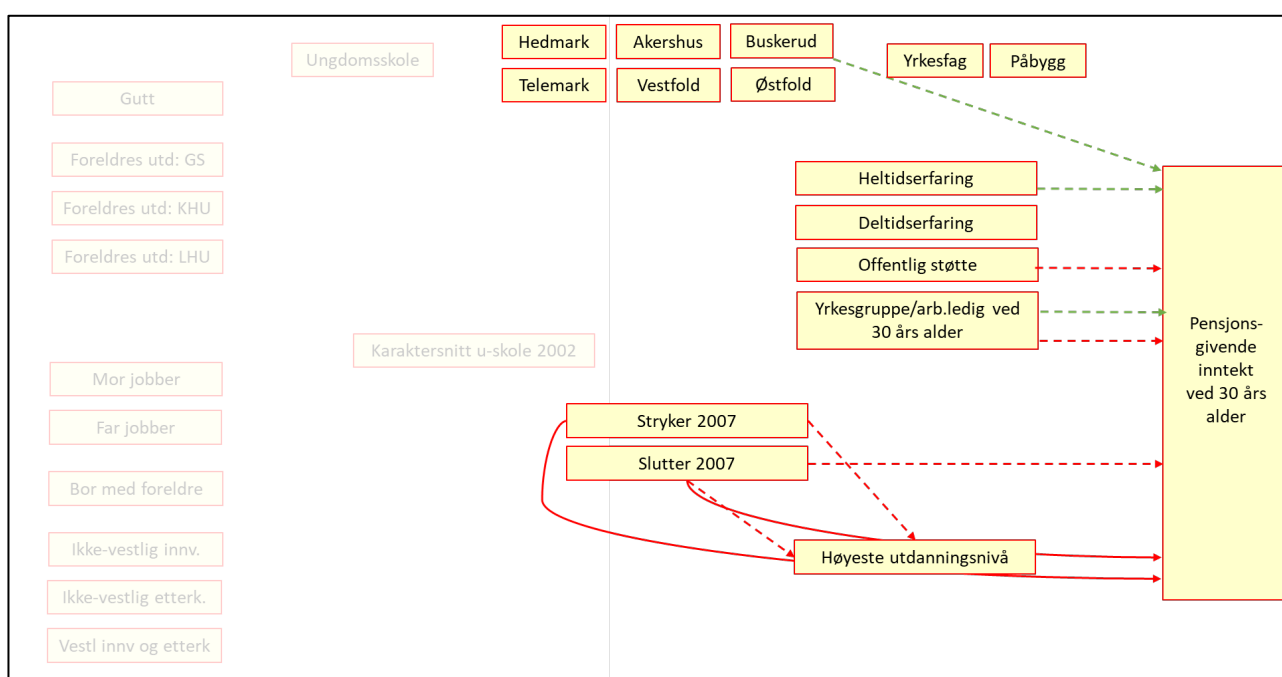 Hedmark
Akershus
Buskerud
Ungdomsskole
Yrkesfag
Påbygg
Telemark
Vestfold
Østfold
Gutt
Foreldres utd: GS
Heltidserfaring
Foreldres utd: KHU
Deltidserfaring
Foreldres utd: LHU
Offentlig støtte
Yrkesgruppe/arb.ledig ved
30 års alder
Pensjons-
givende
inntekt
ved 30 års
alder
Karaktersnitt u-skole 2002
Mor jobber
Far jobber
Stryker 2007
Slutter 2007
Bor med foreldre
Ikke-vestlig innv.
Høyeste utdanningsnivå
Ikke-vestlig etterk.
Vestl innv og etterk